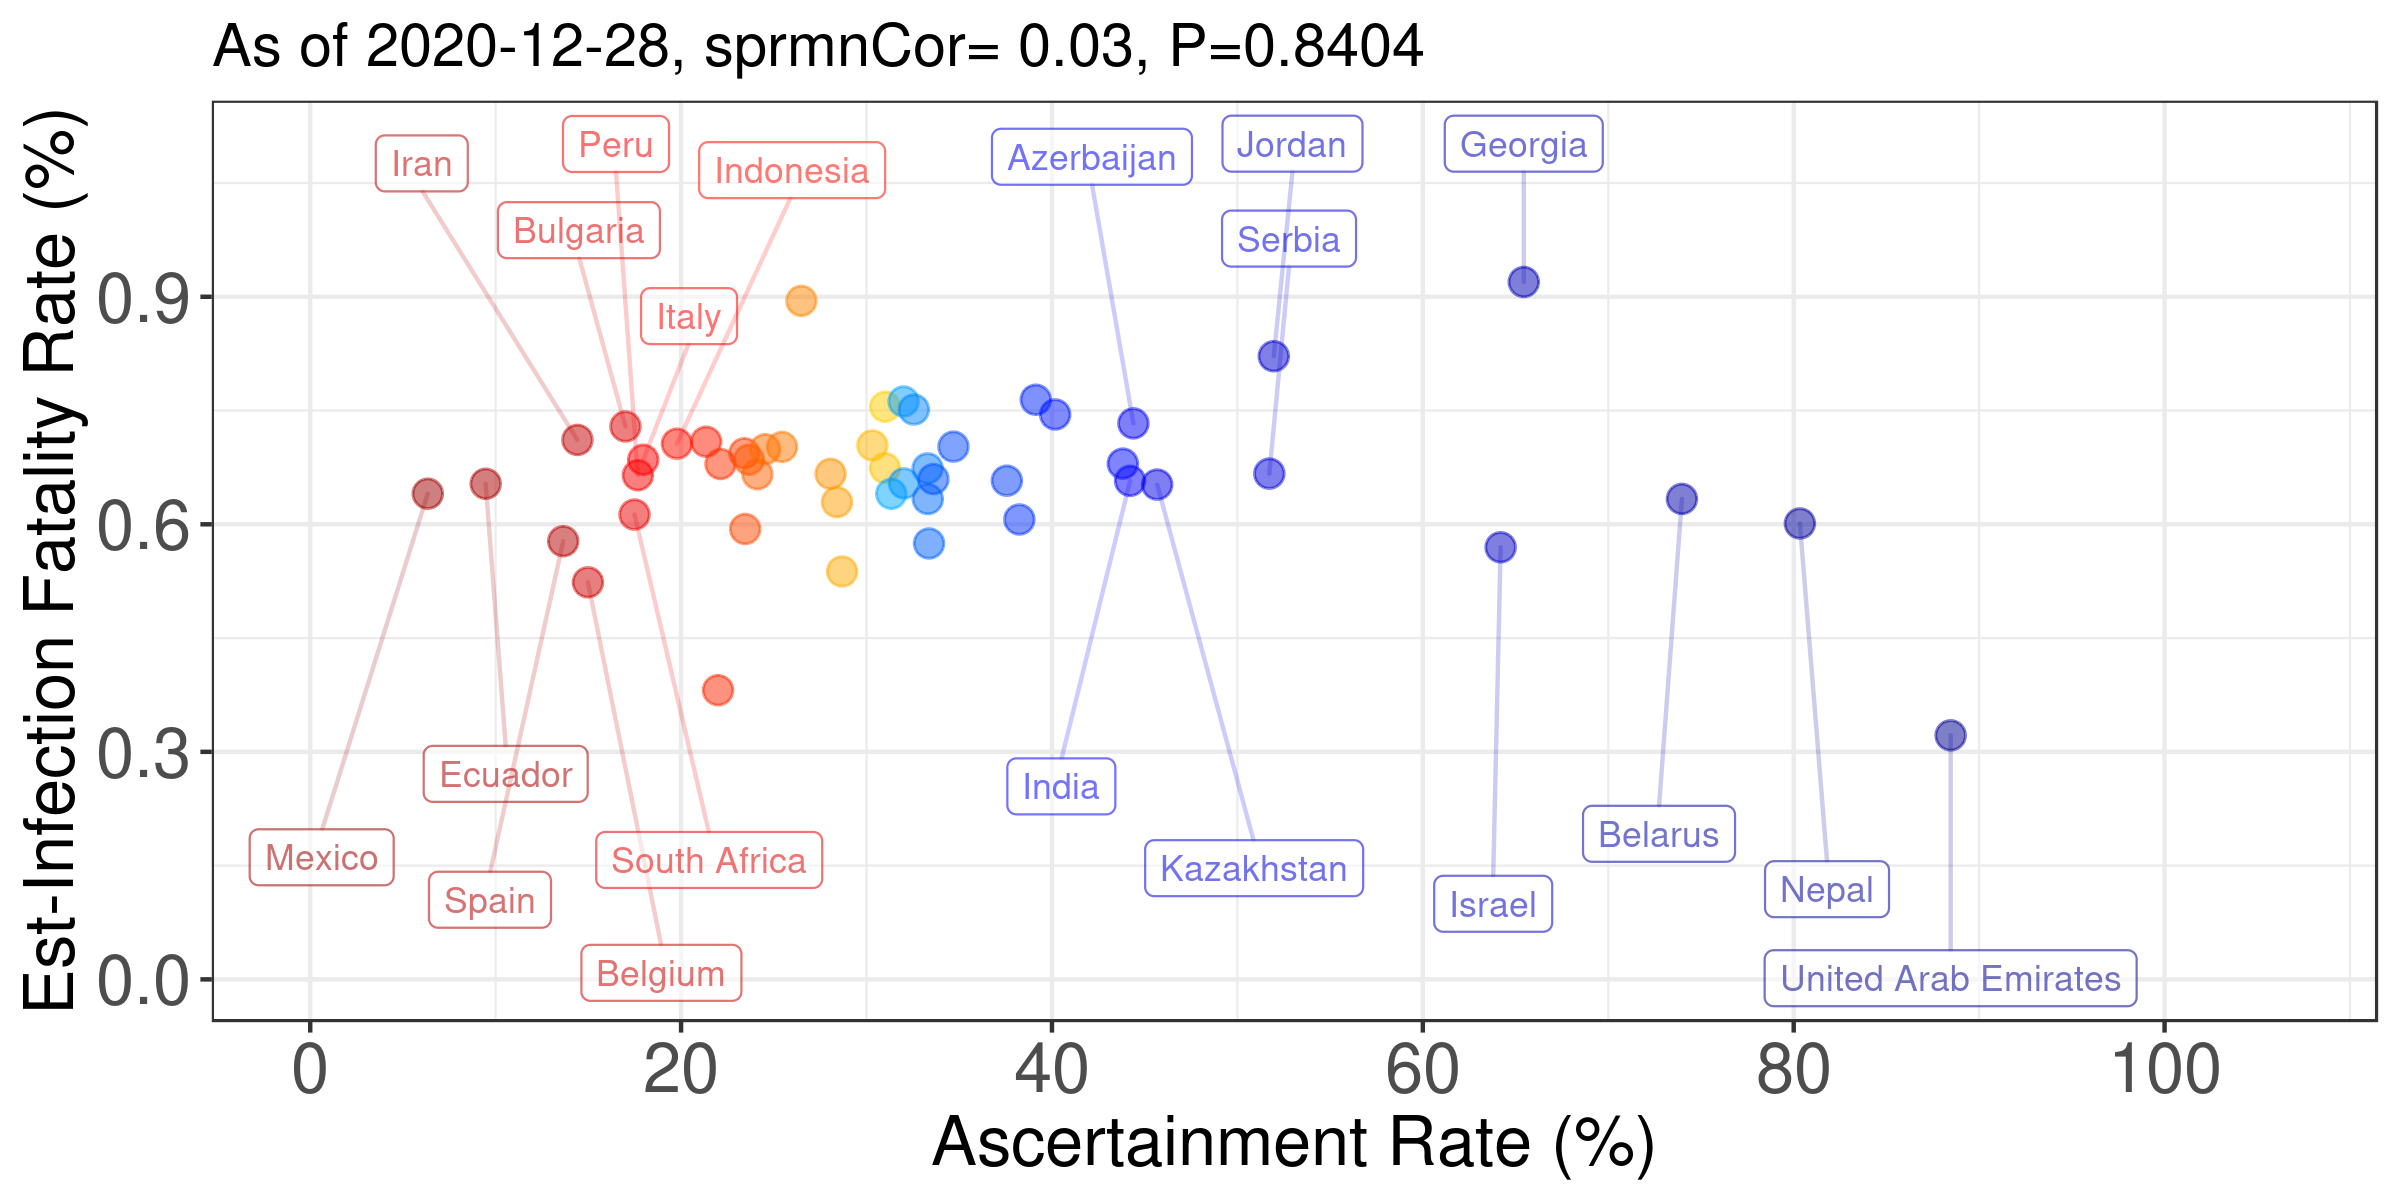 As of 2020-12-28, sprmnCor= 0.03, P=0.8404
Est-Infection Fatality Rate (%)
0.9
0.6
0.3
0.0
Iran
Peru
Indonesia
Bulgaria
Italy
Azerbaijan
Jordan
Serbia
Georgia
Ecuador
Mexico
Spain
South Africa
Belgium
India
Kazakhstan
Israel
Belarus
Nepal
United Arab Emirates
0 20 40 60 80 100
Ascertainment Rate (%)